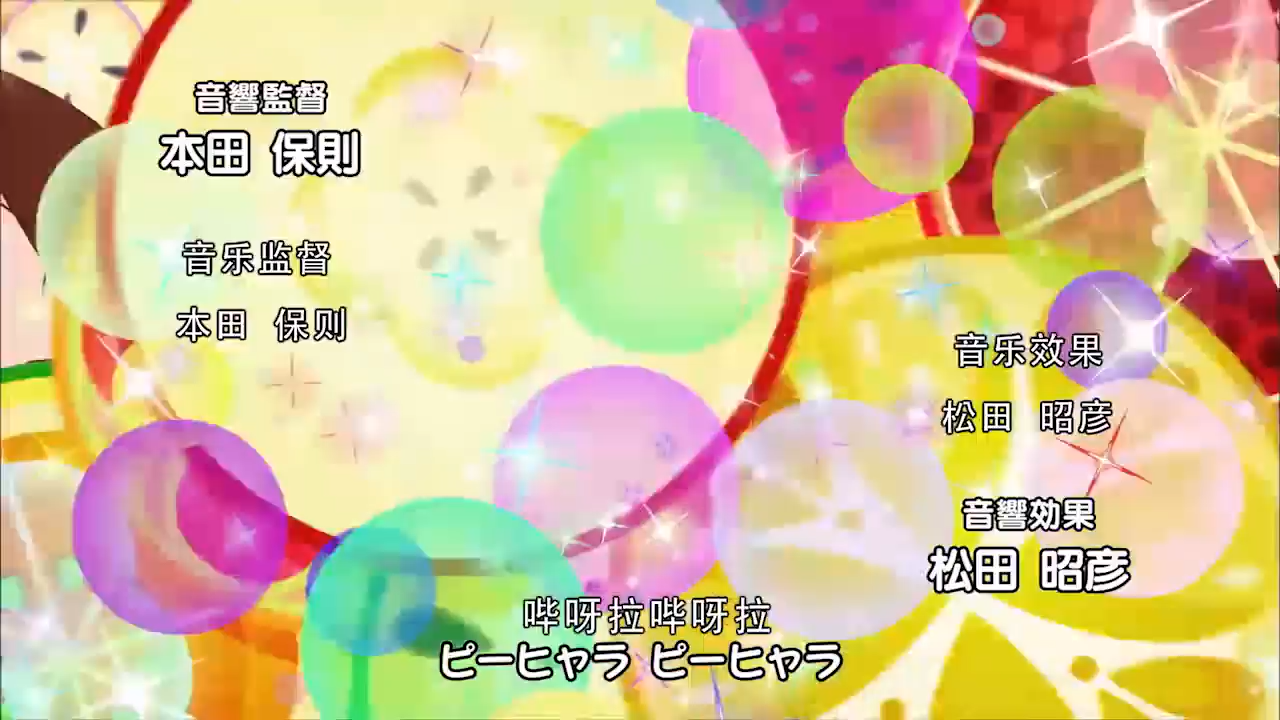 音響監督
本田 保則
音乐监督
本田 保则
音乐效果
松田 昭彦
音響効果
松田 昭彦
哔呀拉哔呀拉
ピーヒャラ ピーヒャラ